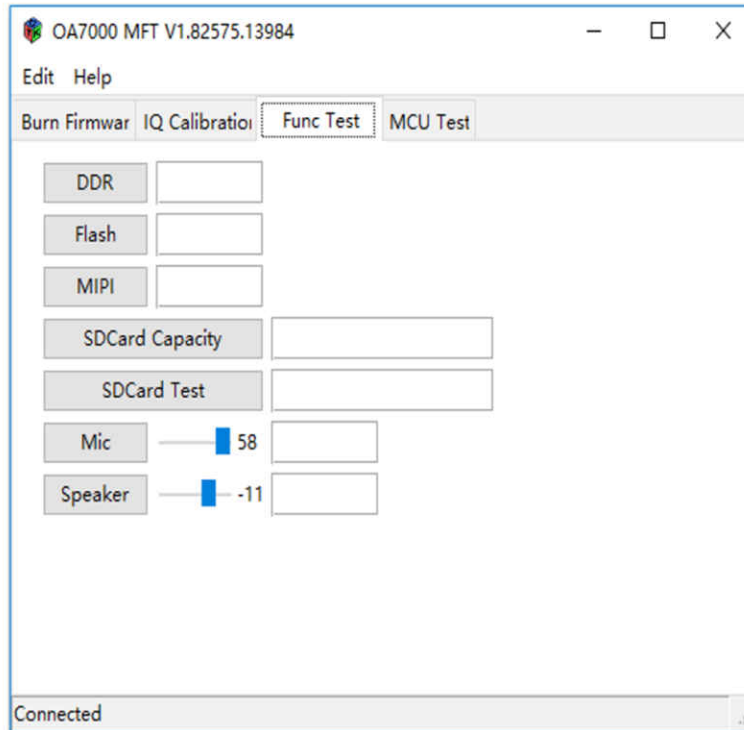 OA7000 MFT V1.82575.13984
Edit Help
Burn Firmwar IQ Calibratio Func Test MCU Test
DDR
Flash
MIPI
SDCard Capacity
SDCard Test
Mic 58
Speaker -11
Connected